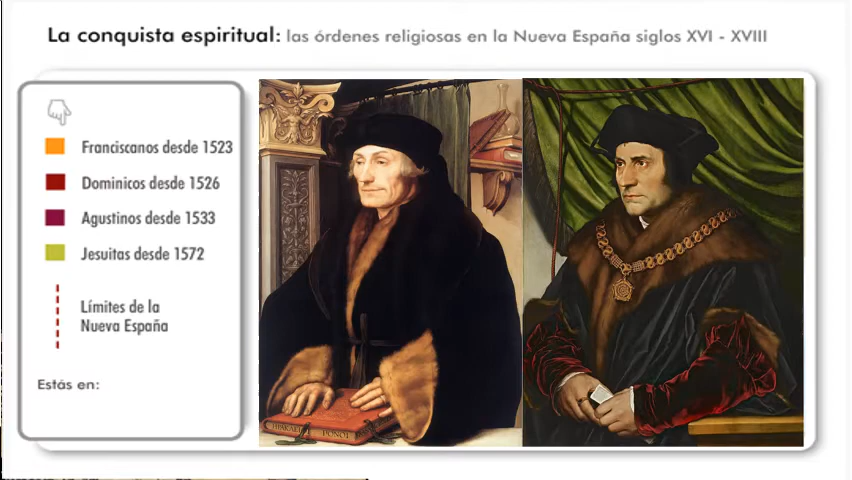 La conquista espiritual: las órdenes religiosas en la Nueva España siglos XVI - XVIII
Franciscanos desde 1523
Dominicos desde 1526
Agustinos desde 1533
Jesuitas desde 1572
Límites de la
Nueva España
Estás en: